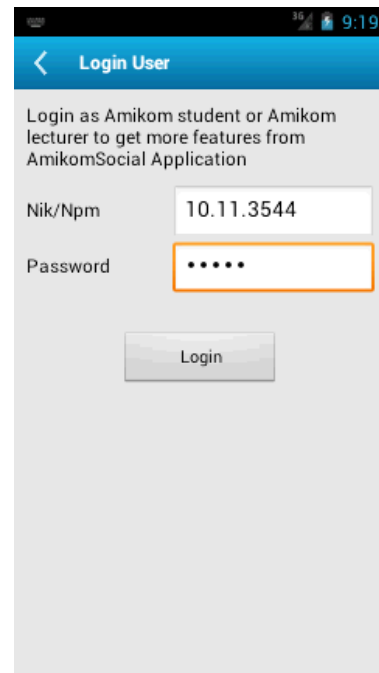 3G 9:19
Login User
Login as Amikom student or Amikom
lecturer to get more features from
AmikomSocial Application
Nik/Npm 10.11.3544
Password •••••
Login